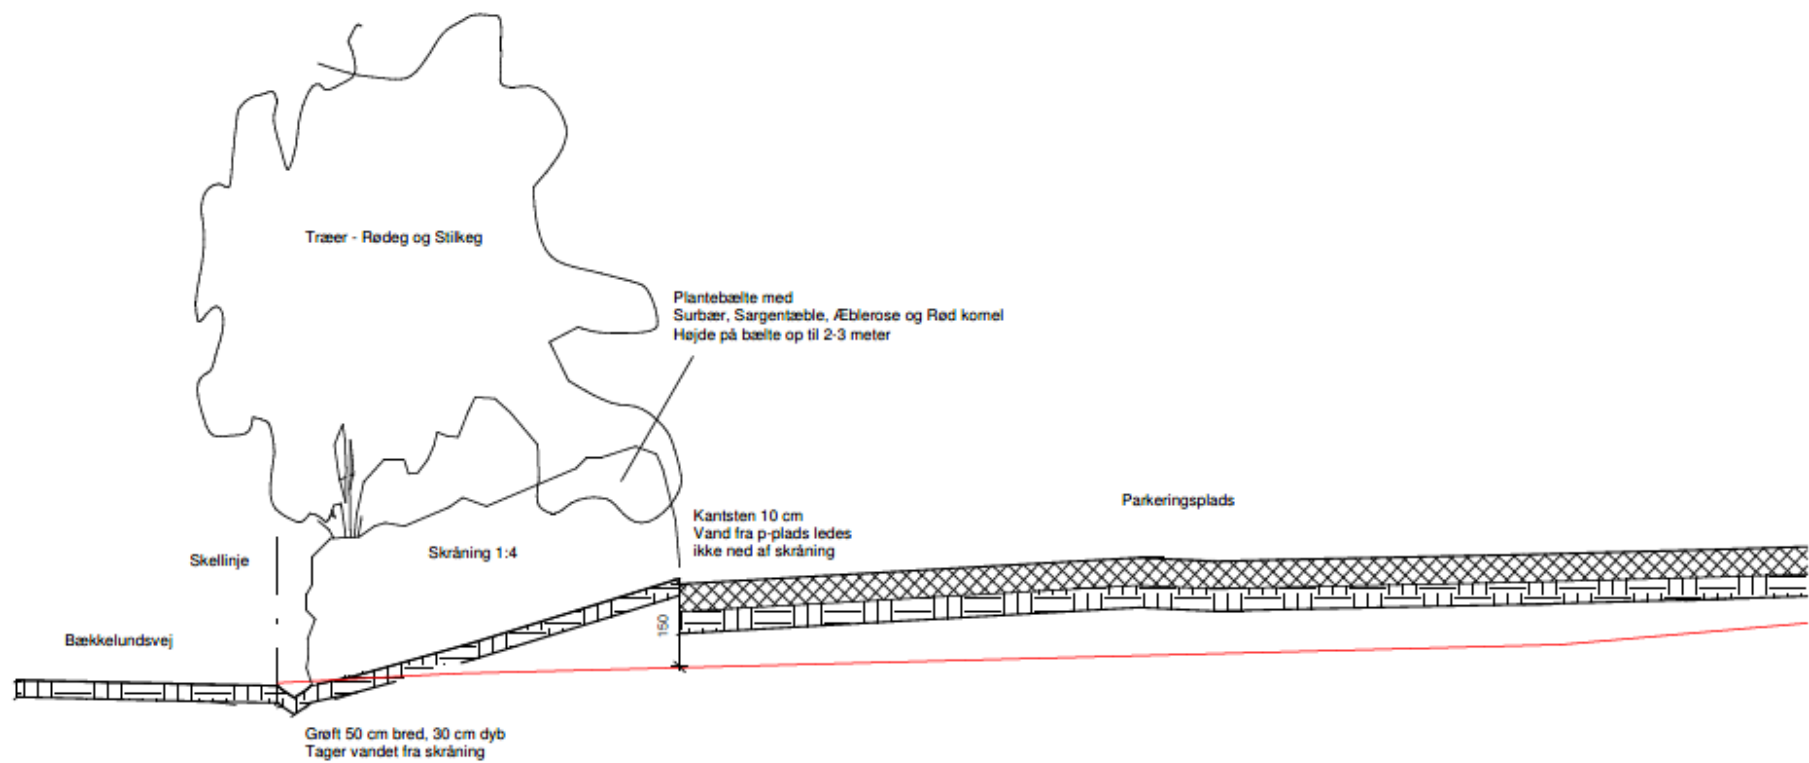 Træer - Rødeg og Stilkeg
Plantebælte med
Surbær, Sargentæble, Æblerose og Rød kornel
Højde på bælte op til 2-3 meter
Parkeringsplads
Kantsten 10 cm
Vand fra p-plads ledes
ikke ned af skråning
Skråning 1:4
Skellinje
150
Bækkelundsvej
Grøft 50 cm bred, 30 cm dyb
Tager vandet fra skråning